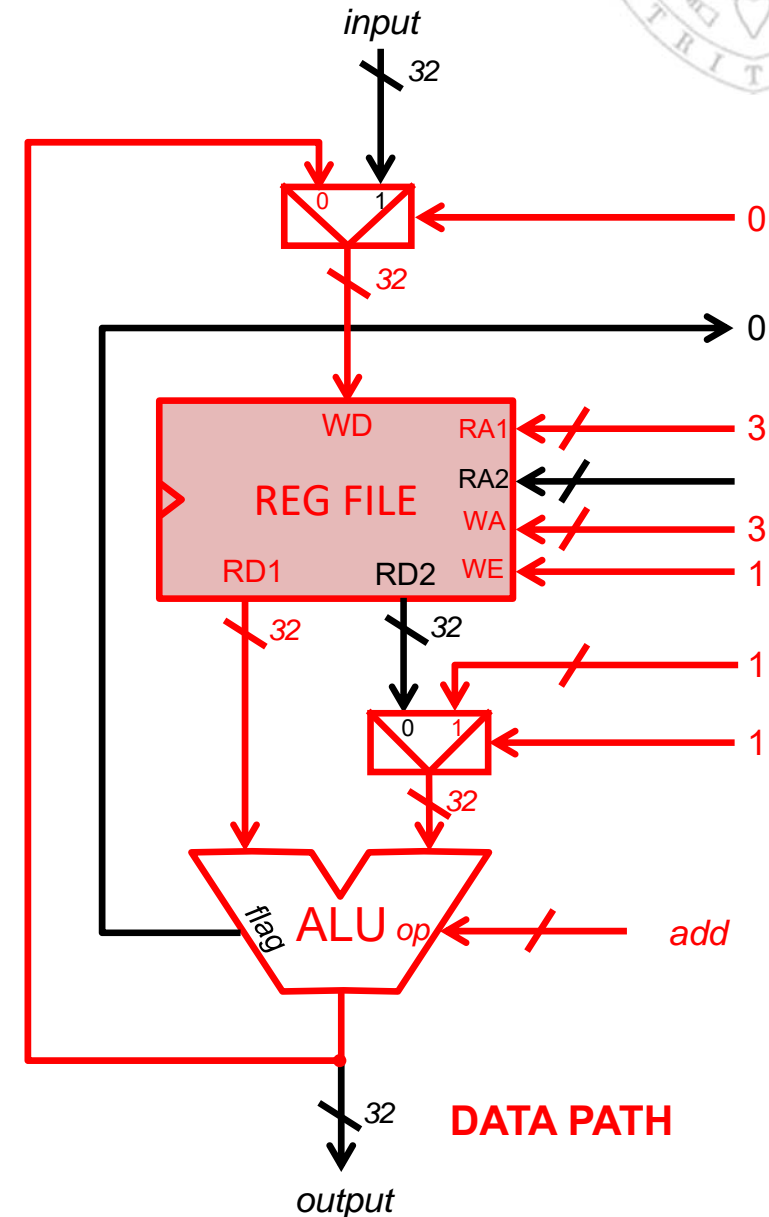 input
T R I T
32
0 1
0
32
0
WD
RA1
3
RA2
REG FILE
WA
3
RD1
RD2
WE
1
32
32
1
0 1
1
32
flag
ALU
op
add
32
DATA PATH
output